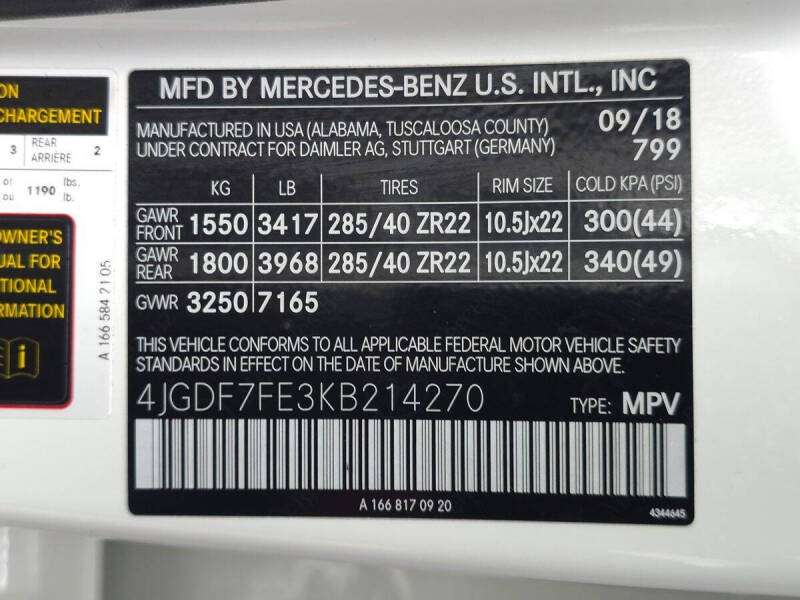 ON
CHARGEMENT
3 REAR ARRIÈRE 2
or ou 1190 lbs. lb.
OWNER'S
UAL FOR
TIONAL
RMATION
i
A 166 584 21 05
MFD BY MERCEDES-BENZ U.S. INTL., INC
MANUFACTURED IN USA (ALABAMA, TUSCALOOSA COUNTY) 09/18
UNDER CONTRACT FOR DAIMLER AG, STUTTGART (GERMANY) 799
KG LB TIRES RIM SIZE COLD KPA (PSI)
GAWR FRONT 1550 3417 285/40 ZR22 10.5Jx22 300(44)
GAWR REAR 1800 3968 285/40 ZR22 10.5Jx22 340(49)
GVWR 3250 7165
THIS VEHICLE CONFORMS TO ALL APPLICABLE FEDERAL MOTOR VEHICLE SAFETY
STANDARDS IN EFFECT ON THE DATE OF MANUFACTURE SHOWN ABOVE.
4JGDF7FE3KB214270 TYPE: MPV
A 166 817 09 20
4344645